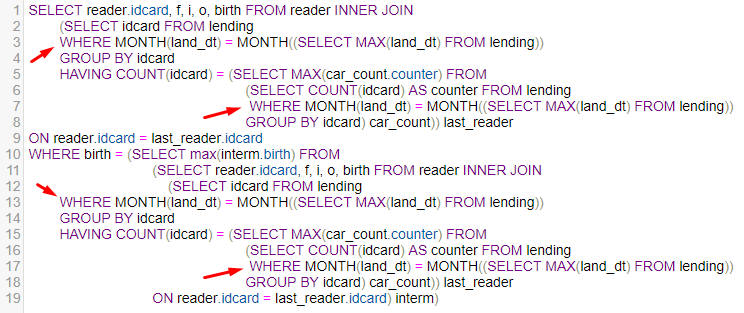 1 SELECT reader.idcard, f, i, o, birth FROM reader INNER JOIN
2 (SELECT idcard FROM lending
3 WHERE MONTH(land_dt) = MONTH((SELECT MAX(land_dt) FROM lending))
4 GROUP BY idcard
5 HAVING COUNT(idcard) = (SELECT MAX(car_count.counter) FROM
6 (SELECT COUNT(idcard) AS counter FROM lending
7 WHERE MONTH(land_dt) = MONTH((SELECT MAX(land_dt) FROM lending))
8 GROUP BY idcard) car_count)) last_reader
9 ON reader.idcard = last_reader.idcard
10 WHERE birth = (SELECT max(interm.birth) FROM
11 (SELECT reader.idcard, f, i, o, birth FROM reader INNER JOIN
12 (SELECT idcard FROM lending
13 WHERE MONTH(land_dt) = MONTH((SELECT MAX(land_dt) FROM lending))
14 GROUP BY idcard
15 HAVING COUNT(idcard) = (SELECT MAX(car_count.counter) FROM
16 (SELECT COUNT(idcard) AS counter FROM lending
17 WHERE MONTH(land_dt) = MONTH((SELECT MAX(land_dt) FROM lending))
18 GROUP BY idcard) car_count)) last_reader
19 ON reader.idcard = last_reader.idcard) interm)